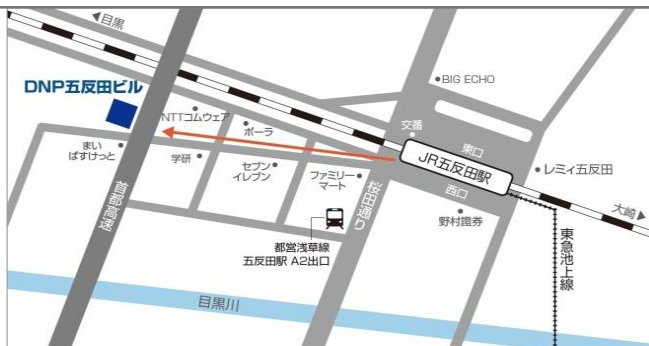 ◀目黒
DNP五反田ビル
NTTコムウェア
ポーラ
BIG ECHO
交番
東口
JR五反田駅
西口
レミィ五反田
大崎▶
まい
ばすけっと
学研
セブン
イレブン
ファミリー
マート
桜田通り
首都高速
野村證券
都営浅草線
五反田駅 A2出口
東急池上線
目黒川